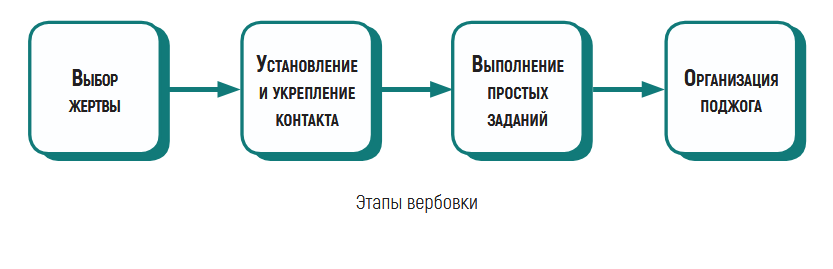 Выбор
жертвы
Установление
и укрепление
контакта
Выполнение
простых
заданий
Организация
поджога
Этапы вербовки